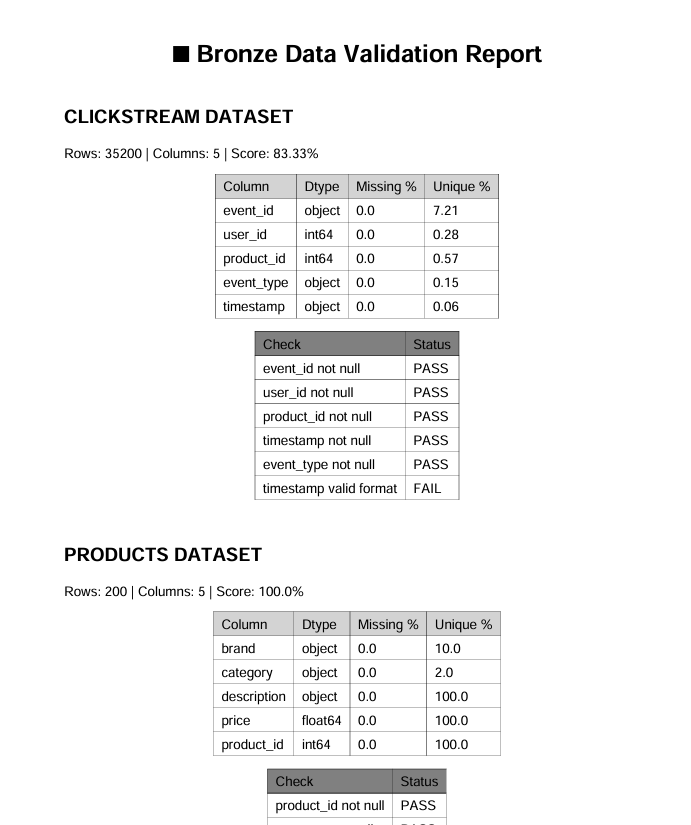 ■ Bronze Data Validation Report
CLICKSTREAM DATASET
Rows: 35200 | Columns: 5 | Score: 83.33%
Column Dtype Missing % Unique %
event_id object 0.0 7.21
user_id int64 0.0 0.28
product_id int64 0.0 0.57
event_type object 0.0 0.15
timestamp object 0.0 0.06
Check Status
event_id not null PASS
user_id not null PASS
product_id not null PASS
timestamp not null PASS
event_type not null PASS
timestamp valid format FAIL
PRODUCTS DATASET
Rows: 200 | Columns: 5 | Score: 100.0%
Column Dtype Missing % Unique %
brand object 0.0 10.0
category object 0.0 2.0
description object 0.0 100.0
price float64 0.0 100.0
product_id int64 0.0 100.0
Check Status
product_id not null PASS